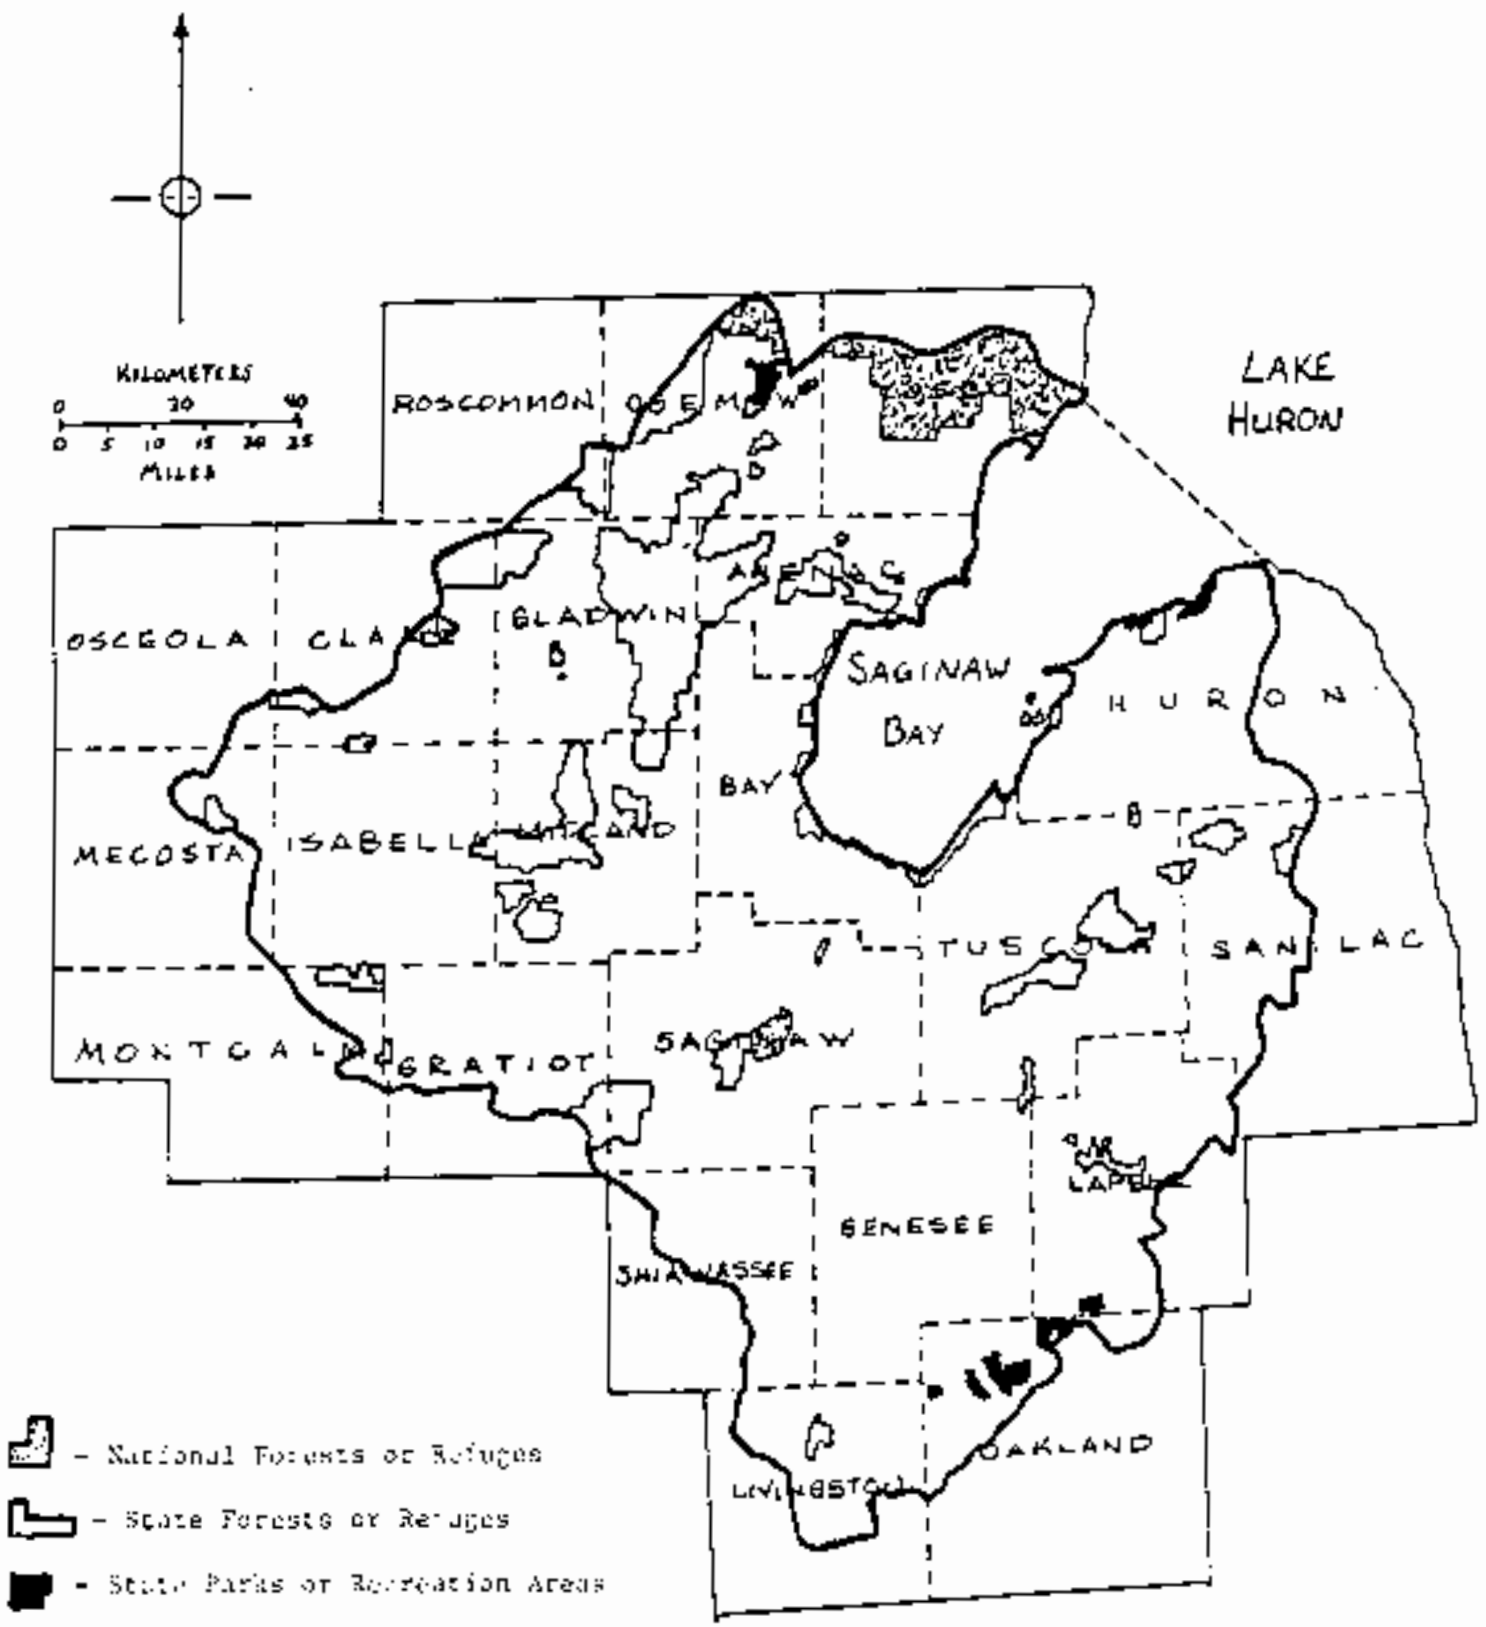 KILOMETERS
0 20 40
0 5 10 15 20 25
MILES
LAKE
HURON
ROSCOMMON
OGEMAW
ARENAC
OSCEOLA
CLA
GLADWIN
SAGINAW
BAY
HURON
BAY
MECOSTA
ISABELLA
MIDLAND
TUSCOLA
SANILAC
MONTCALM
GRATIOT
SAGINAW
LAPEER
GENESEE
SHIAWASSEE
OAKLAND
LIVINGSTON
- National Forests or Refuges
- State Forests or Refuges
- State Parks or Recreation Areas